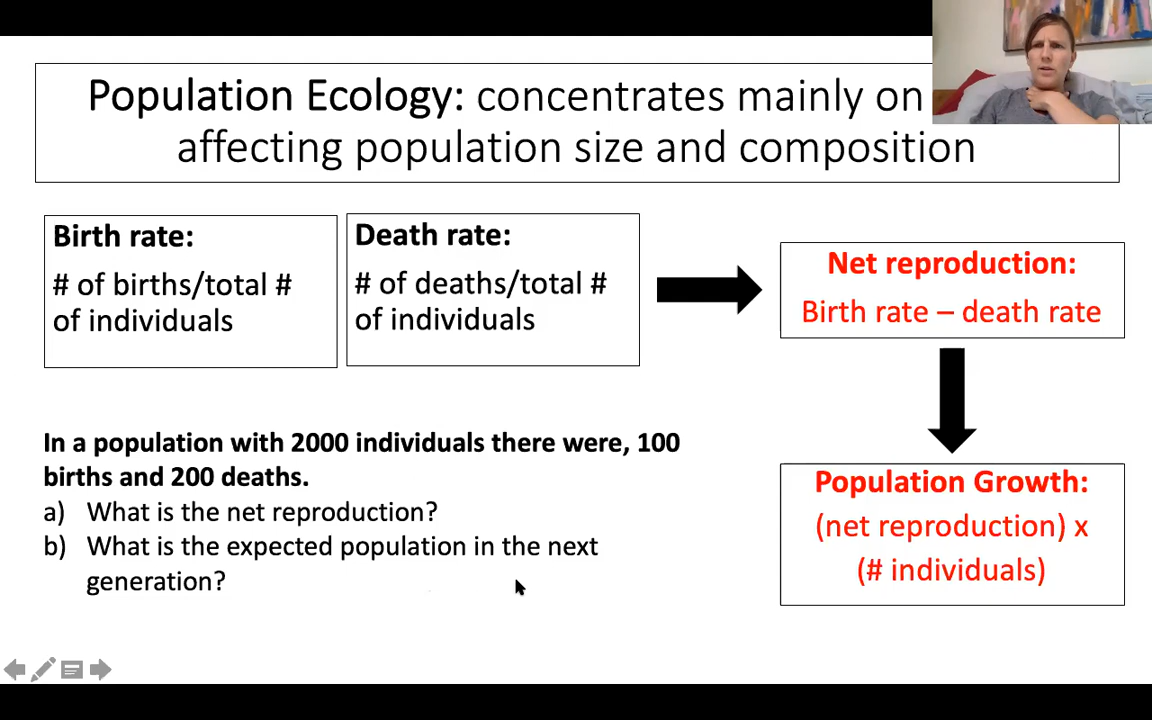 Population Ecology: concentrates mainly on
affecting population size and composition
Birth rate:
# of births/total #
of individuals
Death rate:
# of deaths/total #
of individuals
Net reproduction:
Birth rate – death rate
In a population with 2000 individuals there were, 100
births and 200 deaths.
a) What is the net reproduction?
b) What is the expected population in the next
generation?
Population Growth:
(net reproduction) x
(# individuals)